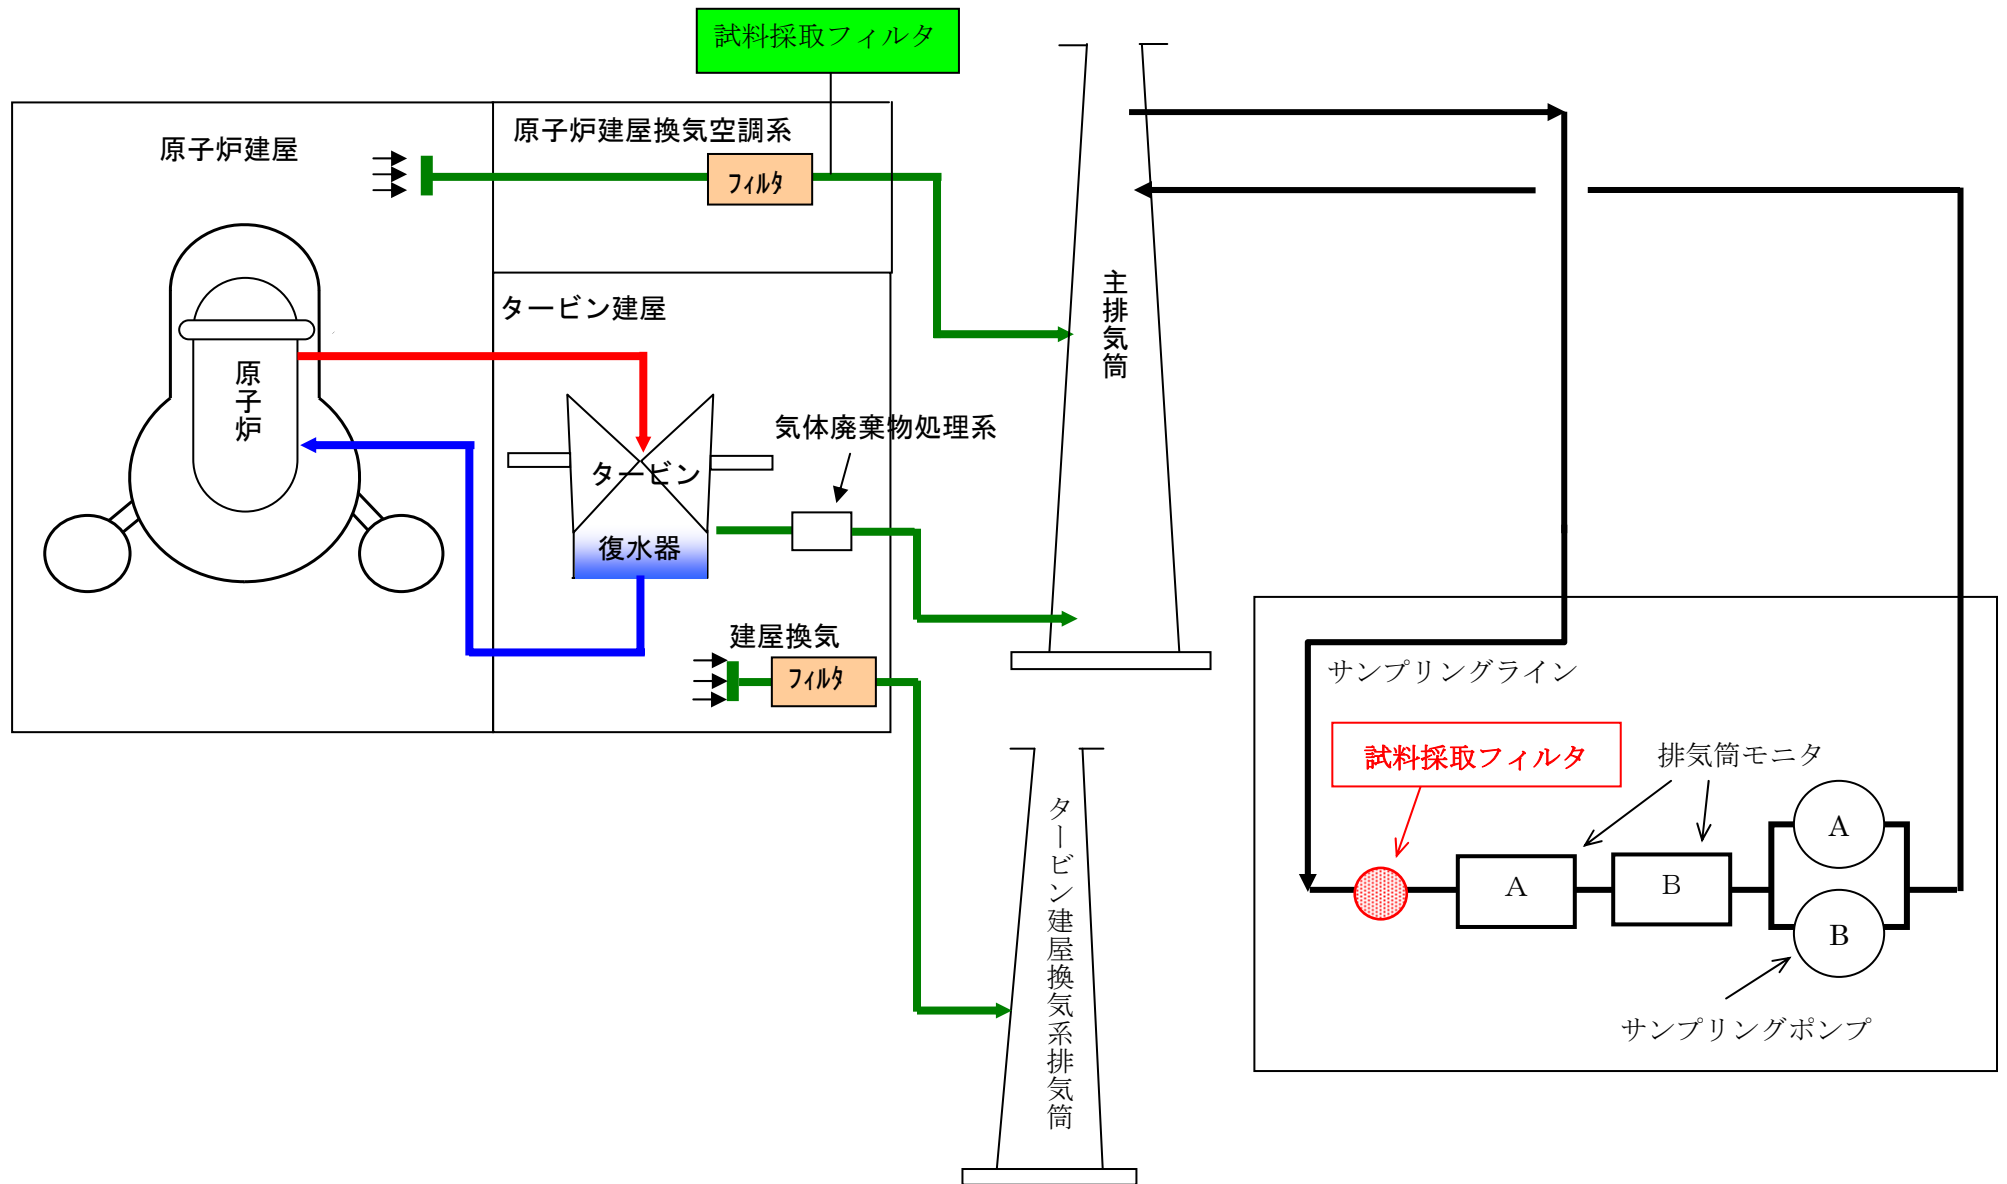 試料採取フィルタ
原子炉建屋
原子炉建屋換気空調系
フィルタ
タービン建屋
主排気筒
原子炉
気体廃棄物処理系
タービン
復水器
建屋換気
フィルタ
サンプリングライン
試料採取フィルタ
排気筒モニタ
A
B
A
B
サンプリングポンプ
タービン建屋換気系排気筒